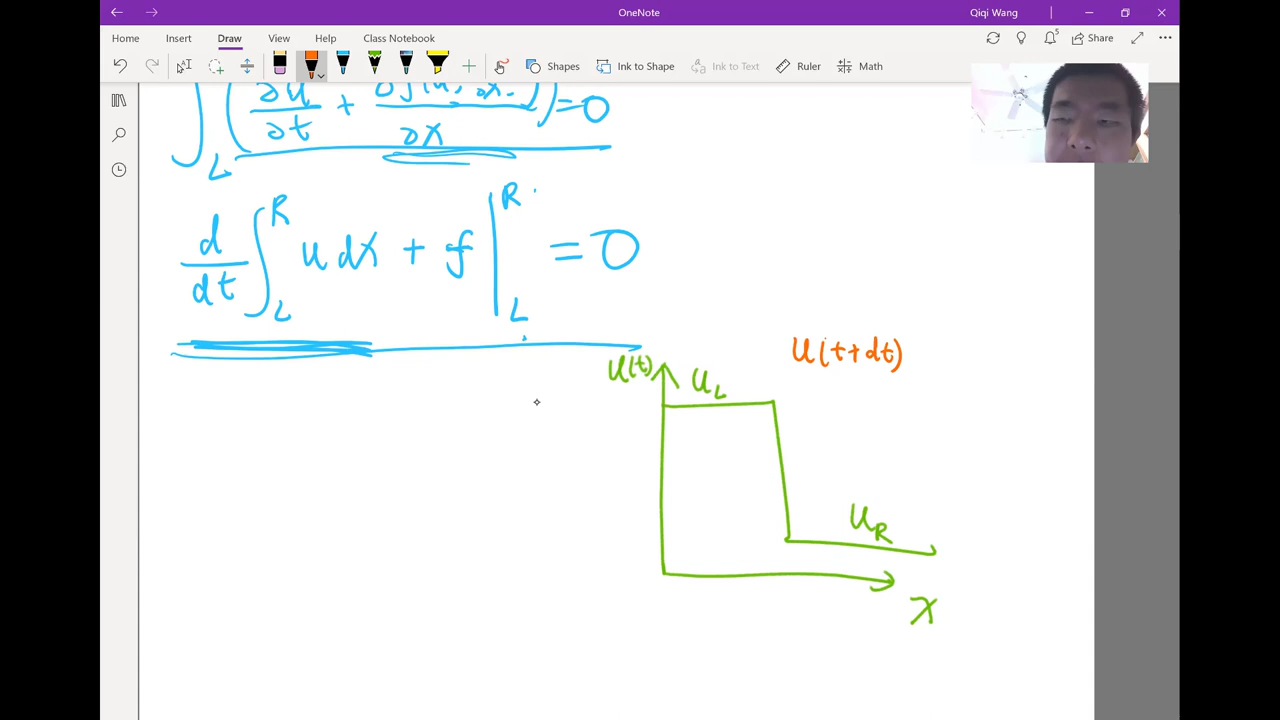 OneNote
Qiqi Wang
Home Insert Draw View Help Class Notebook
5
Share
Shapes Ink to Shape Ink to Text Ruler Math
∫L (∂u/∂t + ∂f(u, ∂x
∂x) = 0
d/dt ∫_L^R u dx + f |_L^R = 0
u(t+dt)
u(t) u_L
u_R
x